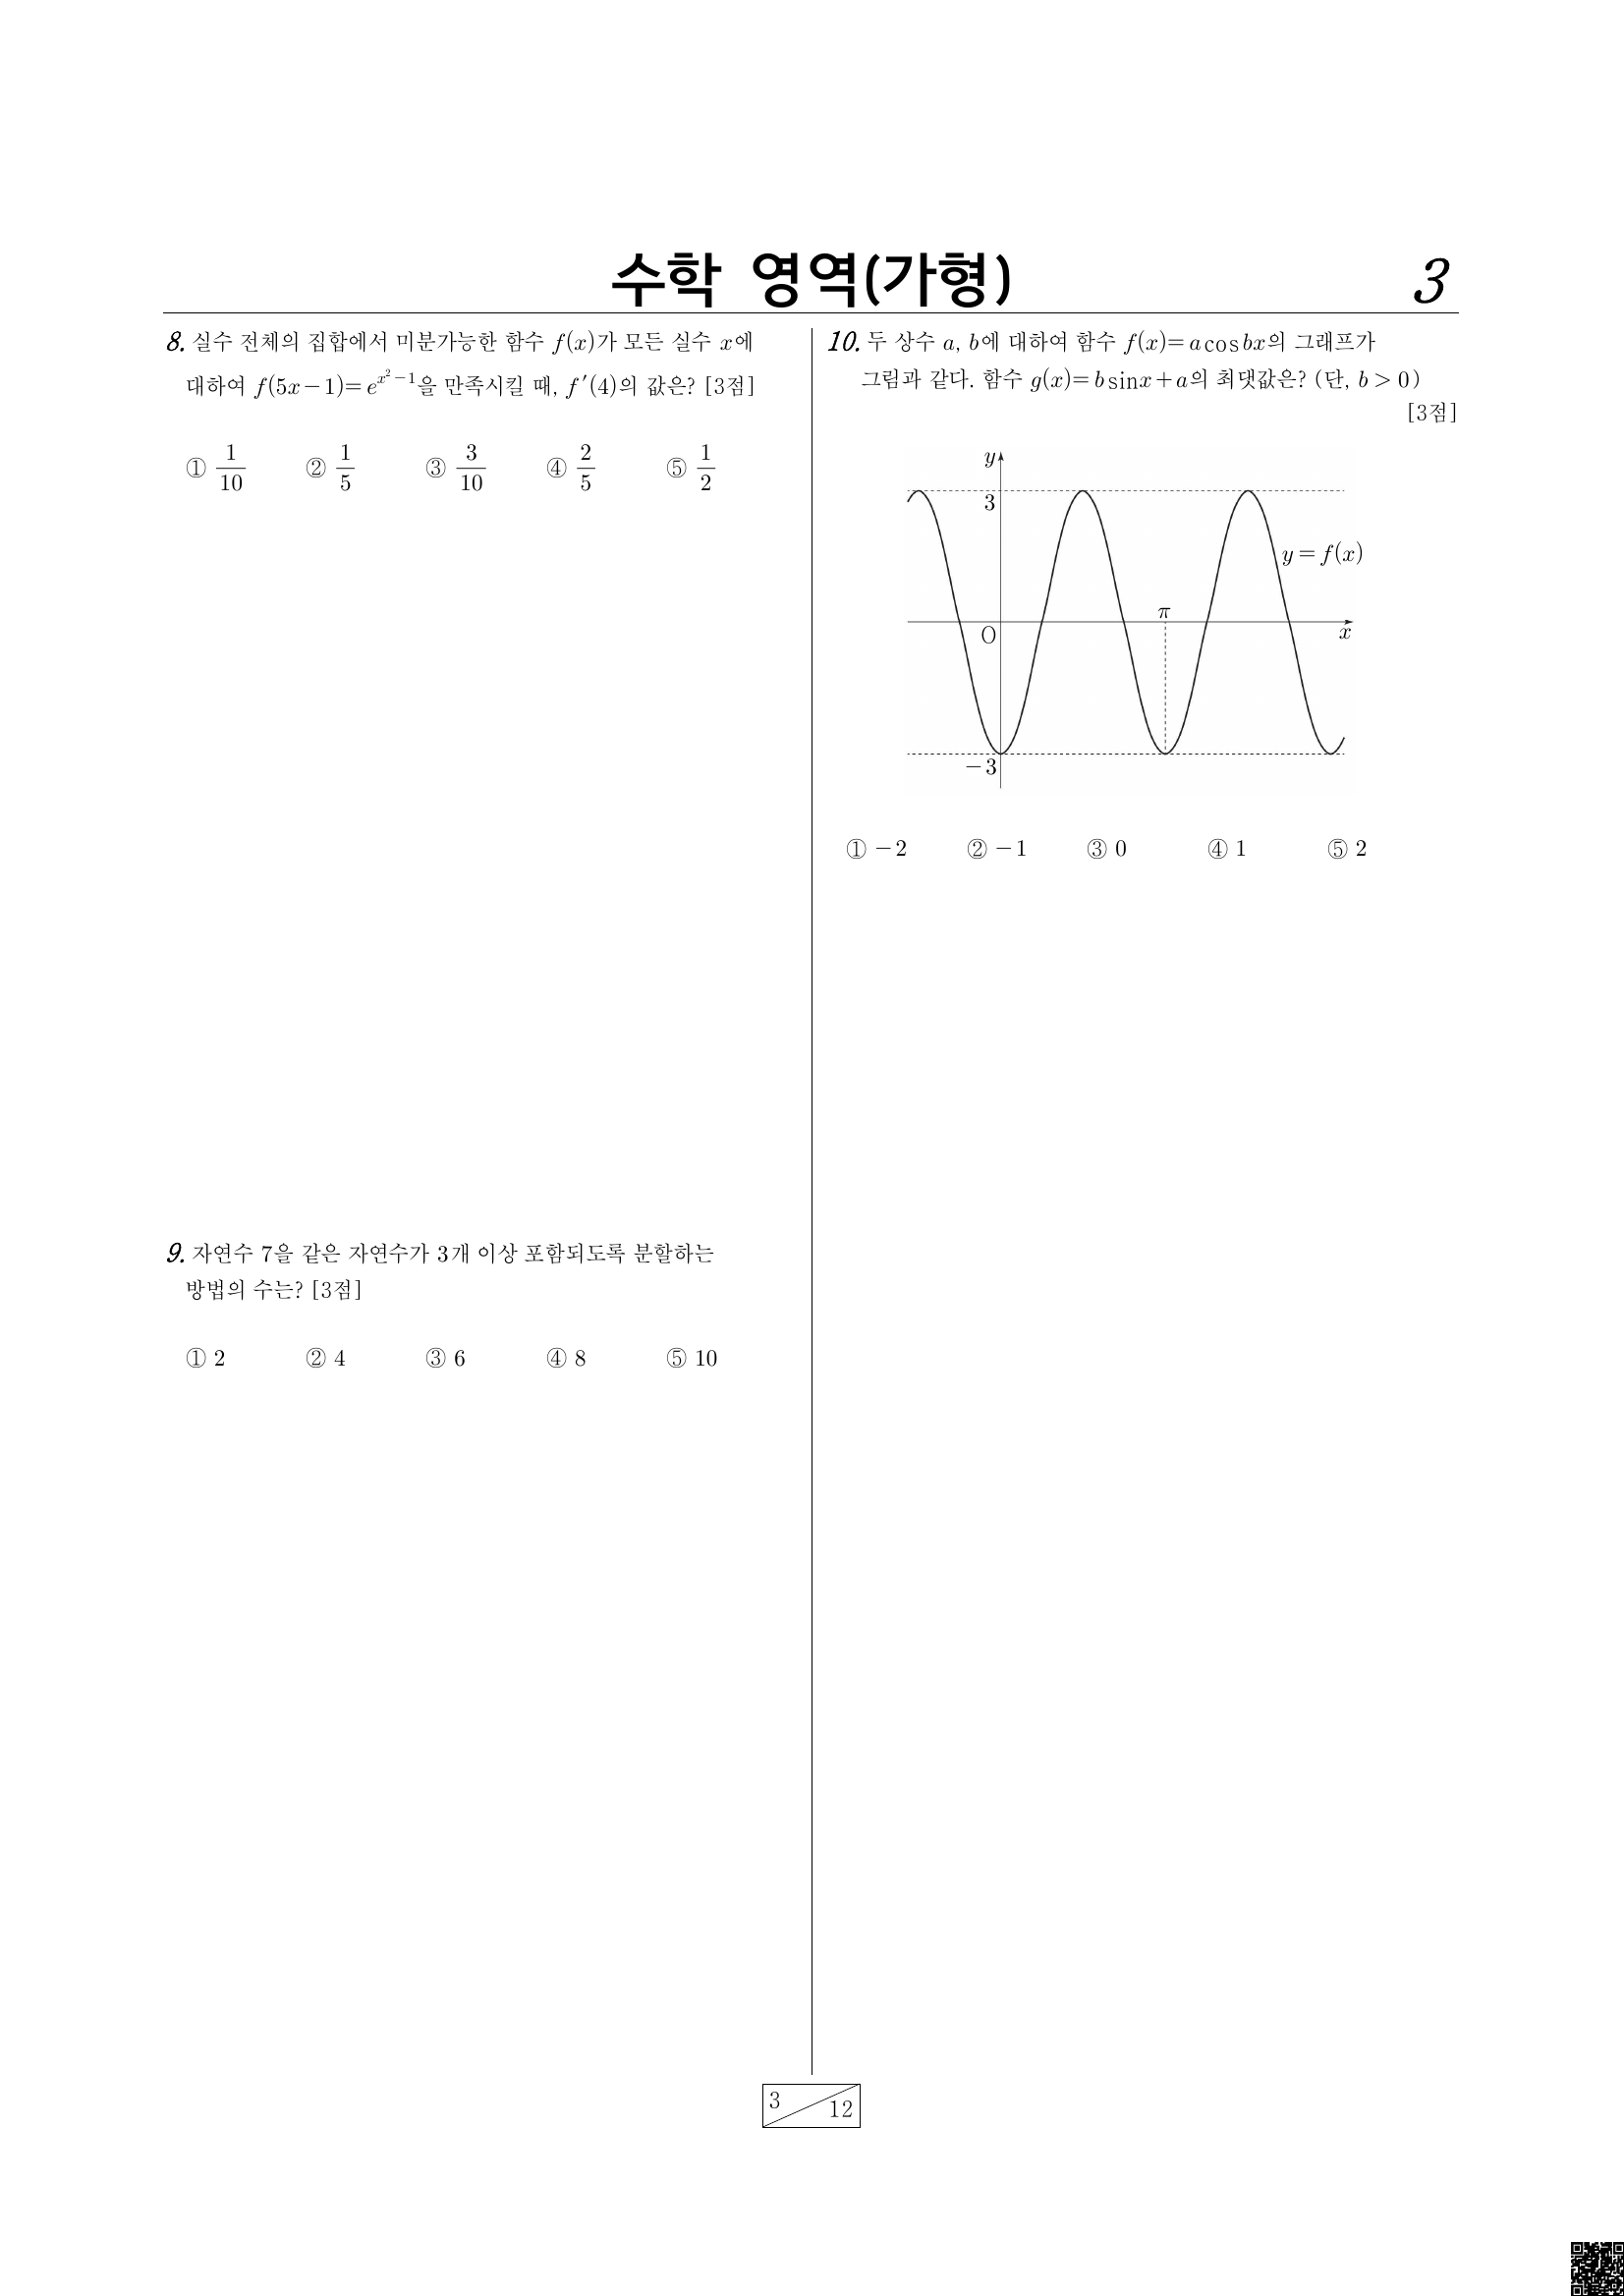 수학 영역(가형)
3
8. 실수 전체의 집합에서 미분가능한 함수 f(x)가 모든 실수 x에
대하여 f(5x−1)=e^{x^2−1}을 만족시킬 때, f′(4)의 값은? [3점]
① 1/10 ② 1/5 ③ 3/10 ④ 2/5 ⑤ 1/2
9. 자연수 7을 같은 자연수가 3개 이상 포함되도록 분할하는
방법의 수는? [3점]
① 2 ② 4 ③ 6 ④ 8 ⑤ 10
10. 두 상수 a, b에 대하여 함수 f(x)=a cos bx의 그래프가
그림과 같다. 함수 g(x)=b sin x+a의 최댓값은? (단, b>0)
[3점]
y
3
y=f(x)
π
O
x
−3
① −2 ② −1 ③ 0 ④ 1 ⑤ 2
3
12